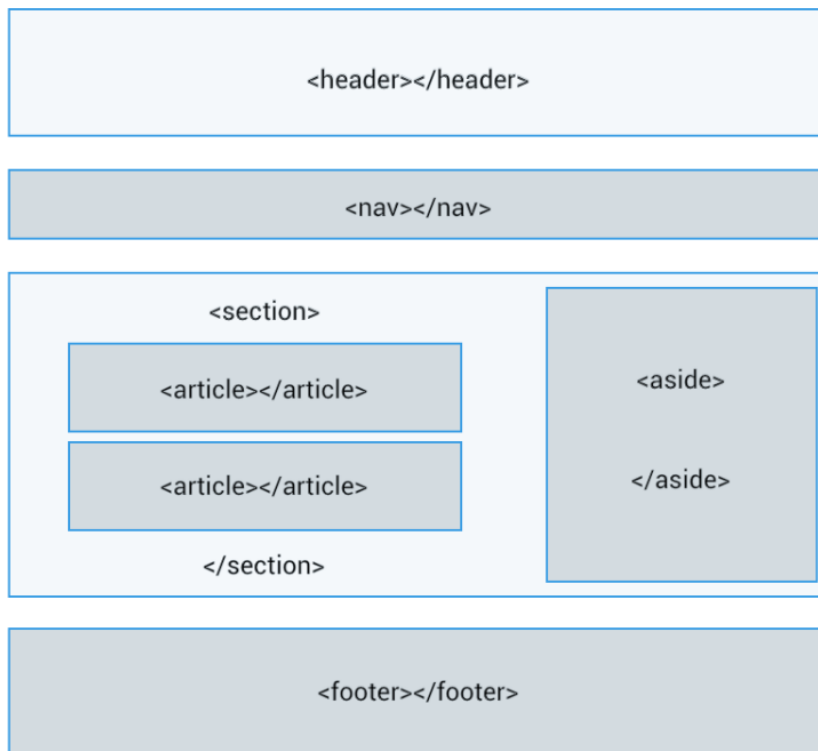 <header></header>
<nav></nav>
<section>
<article></article>
<article></article>
</section>
<aside>
</aside>
<footer></footer>